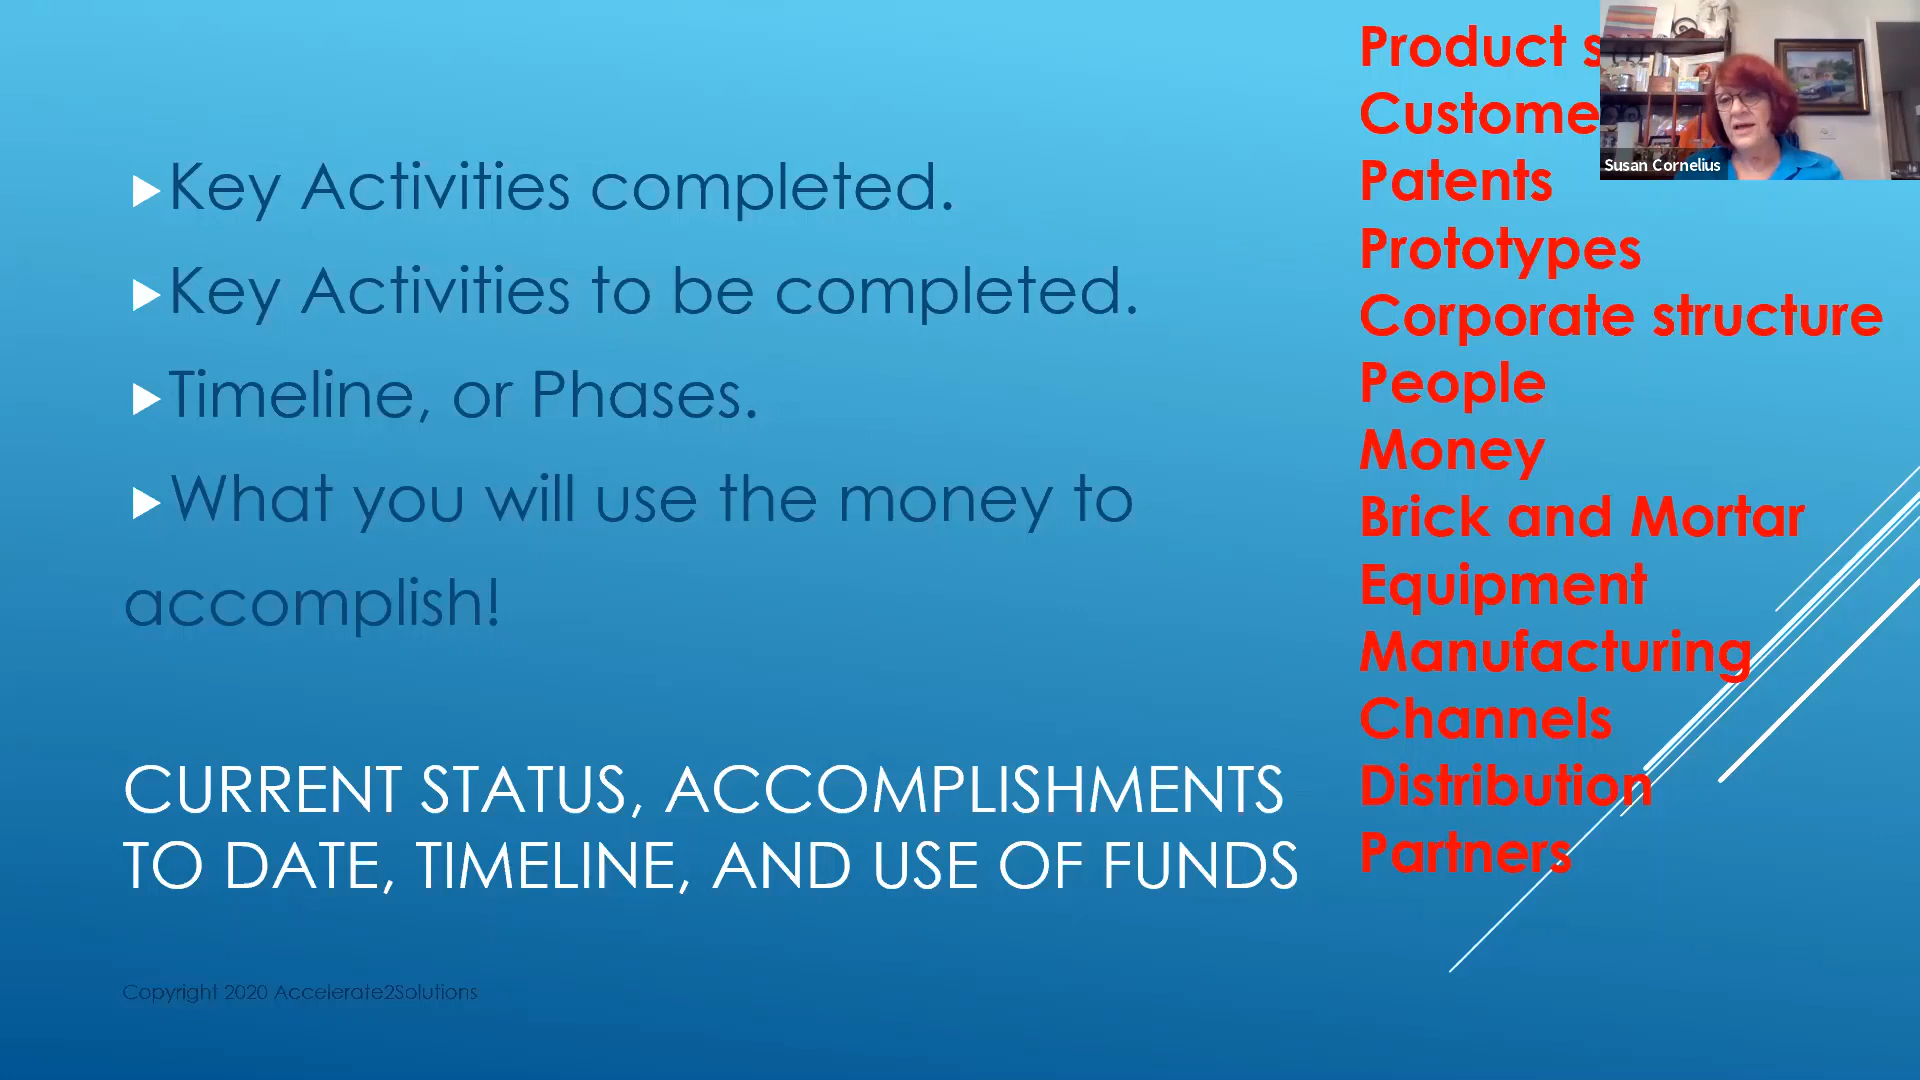 Key Activities completed.
Key Activities to be completed.
Timeline, or Phases.
What you will use the money to
accomplish!
CURRENT STATUS, ACCOMPLISHMENTS
TO DATE, TIMELINE, AND USE OF FUNDS
Copyright 2020 Accelerate2Solutions
Product
Patents
Prototypes
Corporate structure
People
Money
Brick and Mortar
Equipment
Manufacturing
Channels
Distribution
Partners
Susan Cornelius